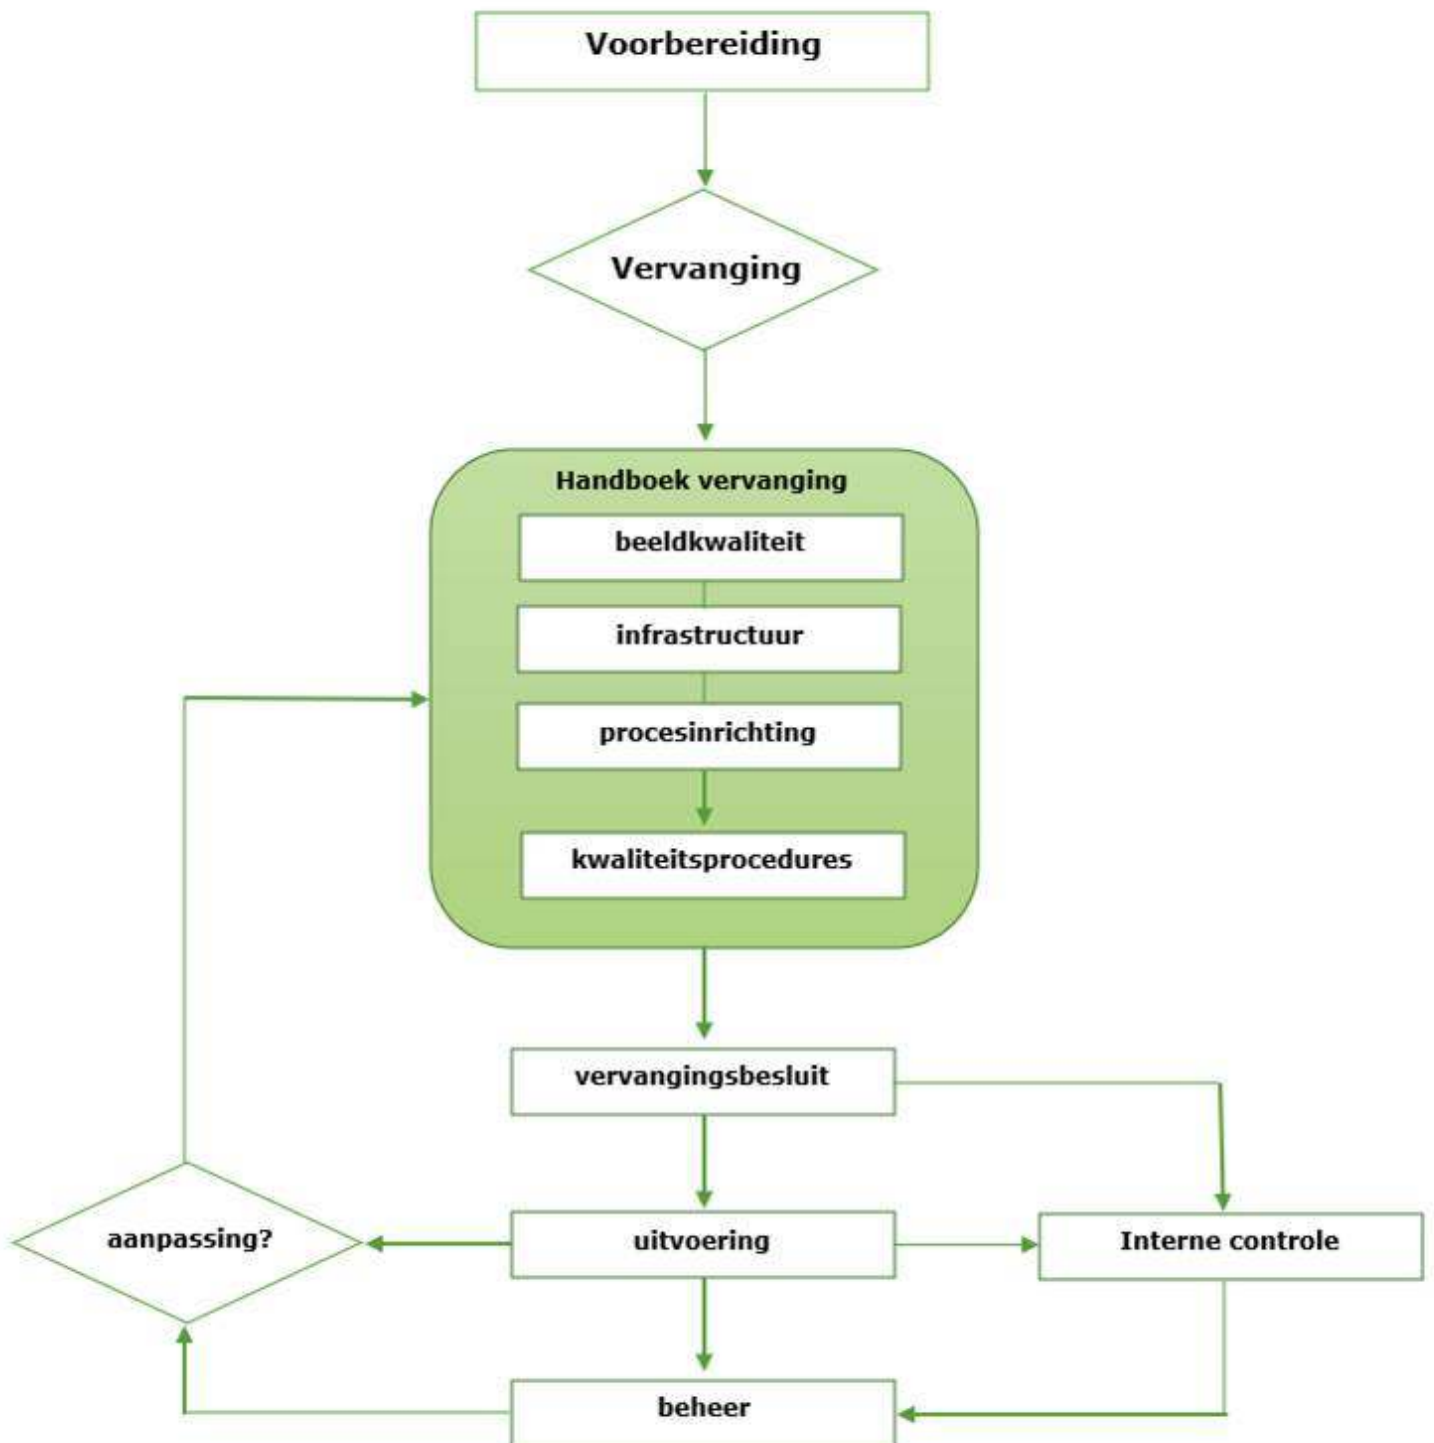 Voorbereiding
Vervanging
Handboek vervanging
beeldkwaliteit
infrastructuur
procesinrichting
kwaliteitsprocedures
vervangingsbesluit
aanpassing?
uitvoering
Interne controle
beheer